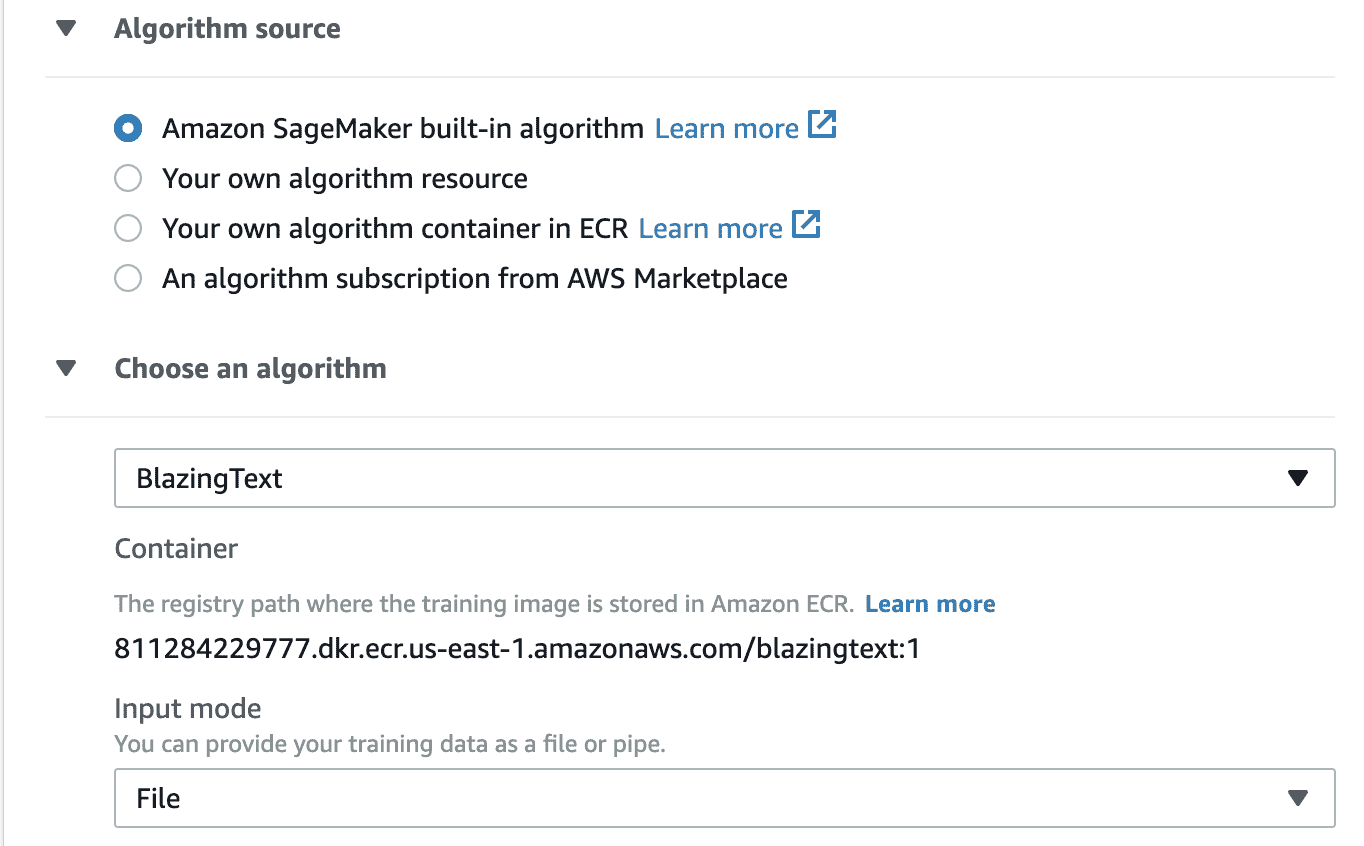 Algorithm source
Amazon SageMaker built-in algorithm Learn more
Your own algorithm resource
Your own algorithm container in ECR Learn more
An algorithm subscription from AWS Marketplace
Choose an algorithm
BlazingText
Container
The registry path where the training image is stored in Amazon ECR. Learn more
811284229777.dkr.ecr.us-east-1.amazonaws.com/blazingtext:1
Input mode
You can provide your training data as a file or pipe.
File